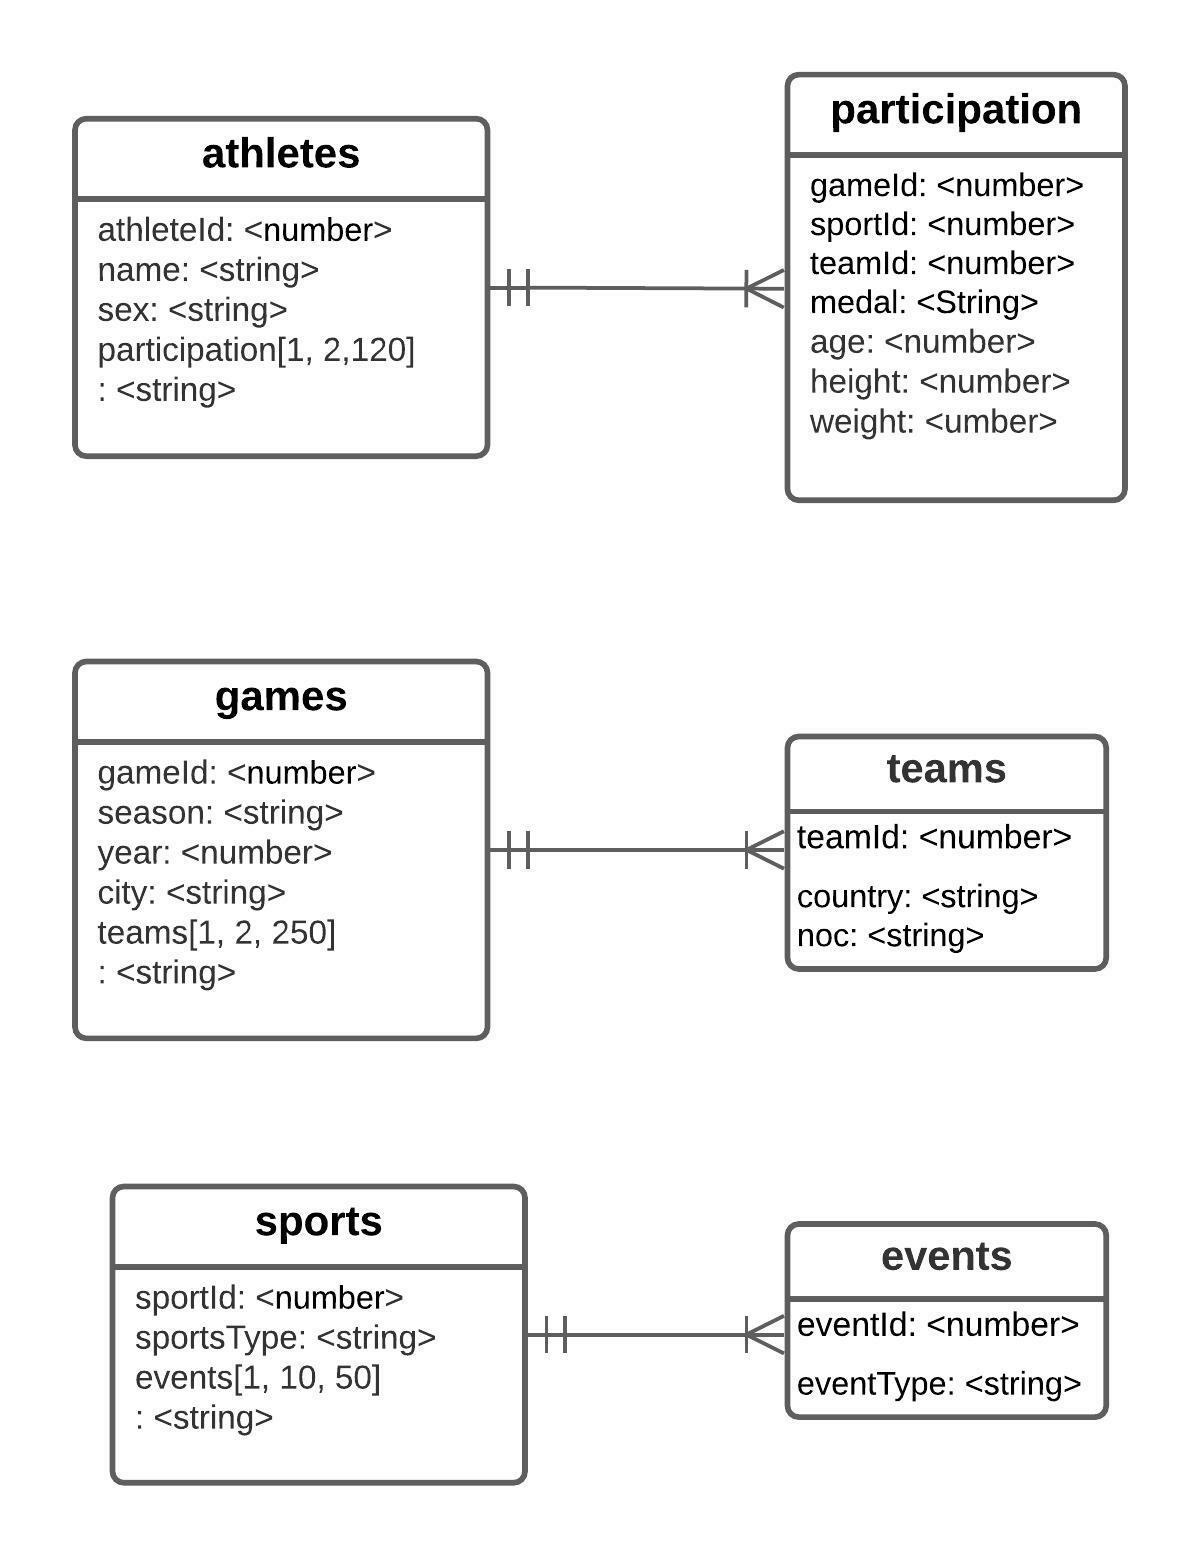 athletes
athleteId: <number>
name: <string>
sex: <string>
participation[1, 2,120]
: <string>
participation
gameId: <number>
sportId: <number>
teamId: <number>
medal: <String>
age: <number>
height: <number>
weight: <umber>
games
gameId: <number>
season: <string>
year: <number>
city: <string>
teams[1, 2, 250]
: <string>
teams
teamId: <number>
country: <string>
noc: <string>
sports
sportId: <number>
sportsType: <string>
events[1, 10, 50]
: <string>
events
eventId: <number>
eventType: <string>